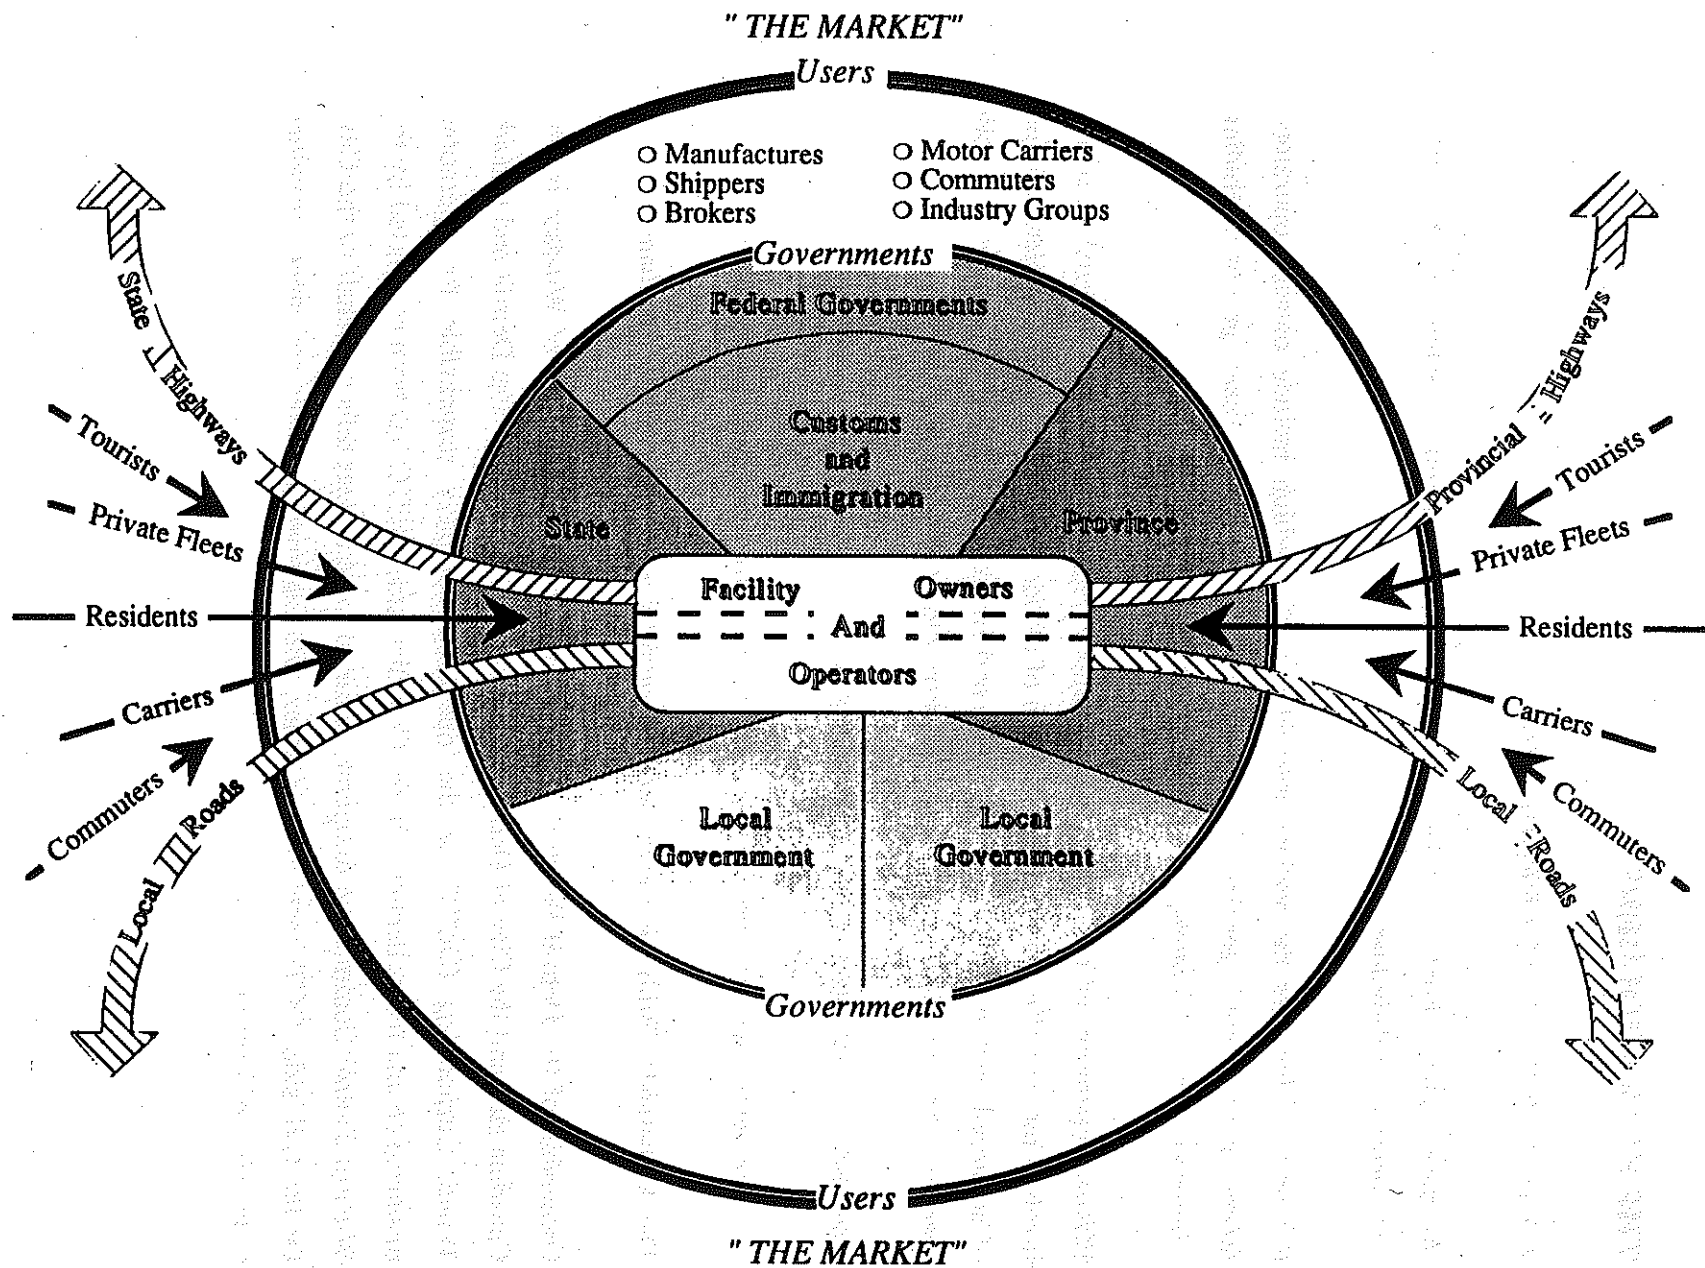 " THE MARKET"
Users
○ Manufactures
○ Shippers
○ Brokers
○ Motor Carriers
○ Commuters
○ Industry Groups
Governments
Federal Governments
Customs
and
Immigration
State
Province
Facility Owners
And
Operators
Local
Government
Local
Government
Governments
Users
" THE MARKET"
State Highways
Tourists
Private Fleets
Residents
Carriers
Commuters
Local Roads
Provincial Highways
Tourists
Private Fleets
Residents
Carriers
Commuters
Local Roads